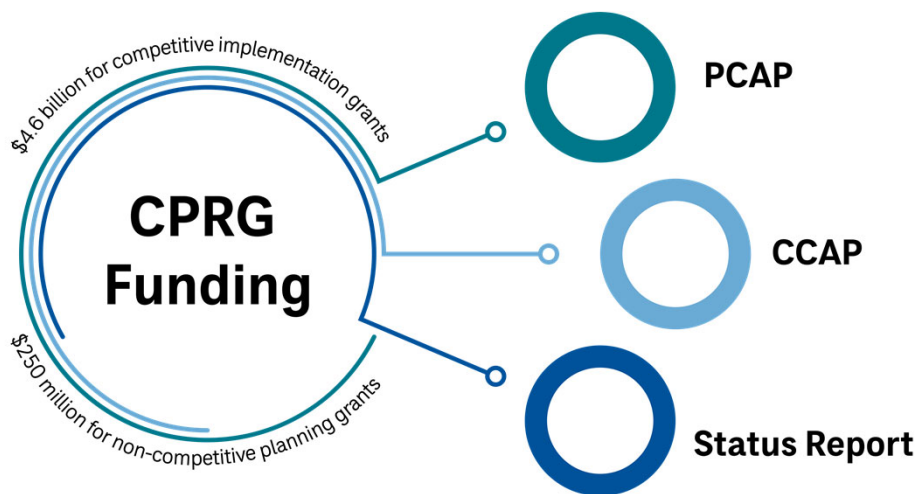 $4.6 billion for competitive implementation grants
CPRG
Funding
$250 million for non-competitive planning grants
PCAP
CCAP
Status Report